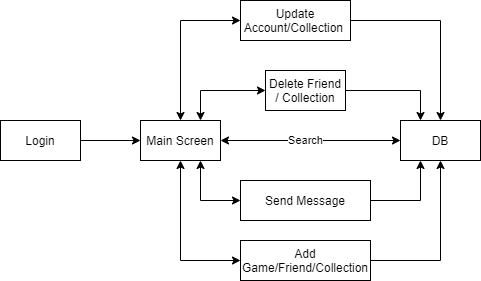 Update
Account/Collection
Delete Friend
/ Collection
Login
Main Screen
Search
DB
Send Message
Add
Game/Friend/Collection